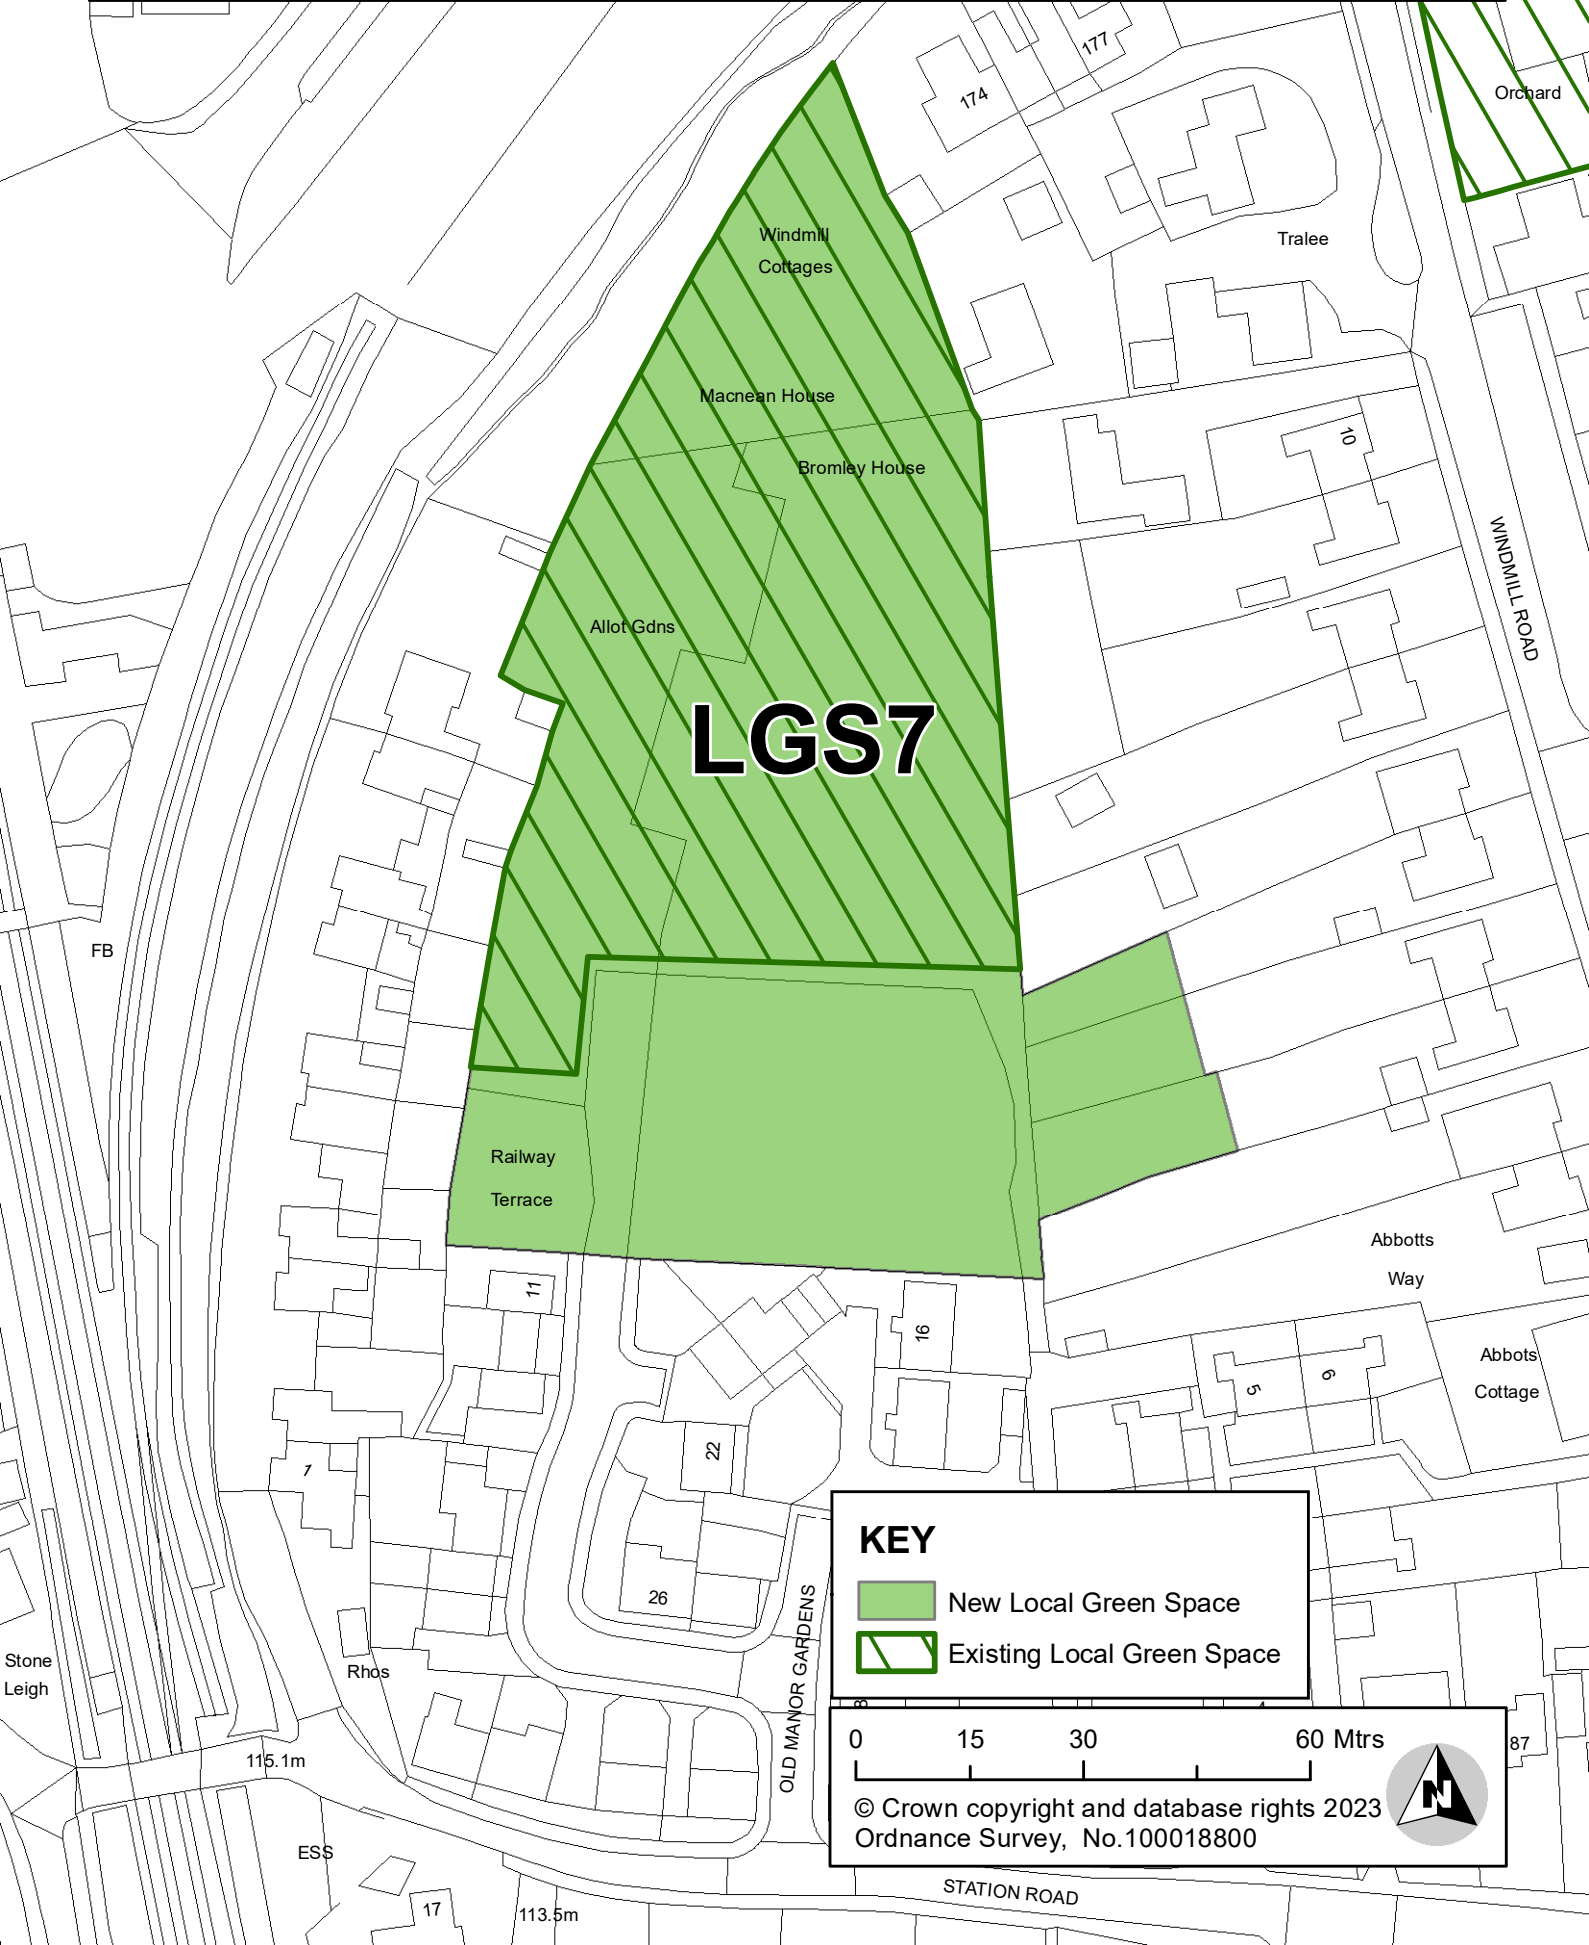 177
174
Orchard
Windmill
Cottages
Tralee
Macnean House
10
Bromley House
WINDMILL ROAD
Allot Gdns
LGS7
FB
Railway
Terrace
Abbotts
Way
11
16
Abbots
Cottage
5
6
22
1
26
KEY
New Local Green Space
Existing Local Green Space
OLD MANOR GARDENS
Stone
Leigh
Rhos
0 15 30 60 Mtrs
87
N
115.1m
© Crown copyright and database rights 2023
Ordnance Survey, No.100018800
ESS
STATION ROAD
17
113.5m